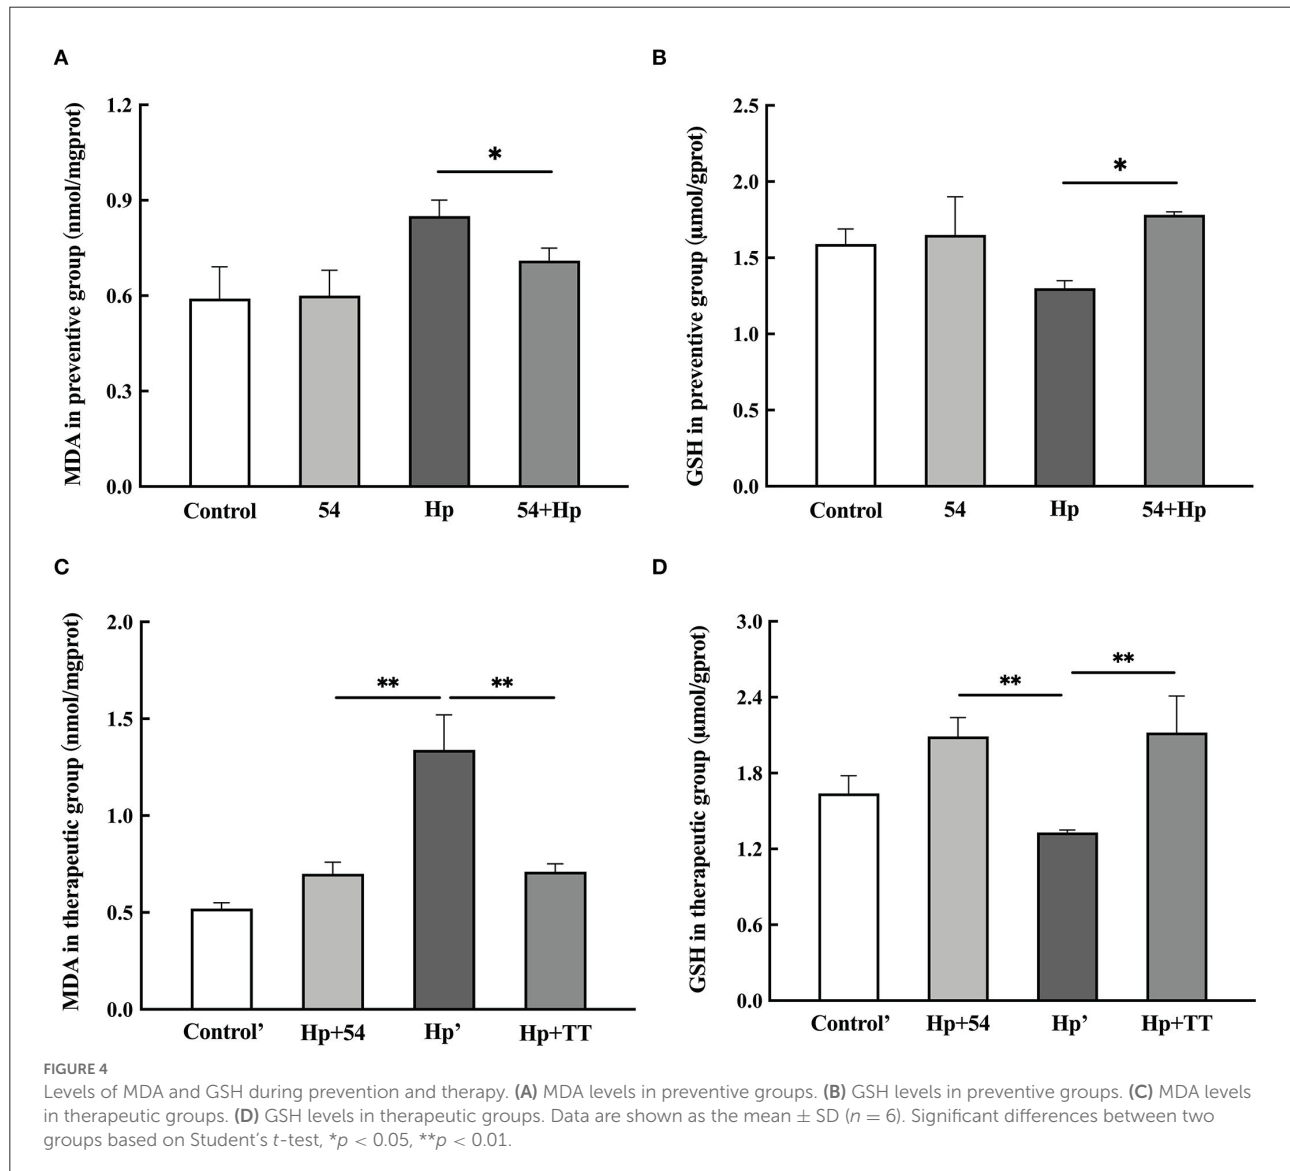 A
MDA in preventive group (nmol/mgprot)
1.2
0.9
0.6
0.3
0.0
*
Control 54 Hp 54+Hp
B
GSH in preventive group (μmol/gprot)
2.5
2.0
1.5
1.0
0.5
0.0
*
Control 54 Hp 54+Hp
C
MDA in therapeutic group (nmol/mgprot)
2.0
1.5
1.0
0.5
0.0
** **
Control’ Hp+54 Hp’ Hp+TT
D
GSH in therapeutic group (μmol/gprot)
3.0
2.4
1.8
1.2
0.6
0.0
** **
Control’ Hp+54 Hp’ Hp+TT
FIGURE 4
Levels of MDA and GSH during prevention and therapy. (A) MDA levels in preventive groups. (B) GSH levels in preventive groups. (C) MDA levels
in therapeutic groups. (D) GSH levels in therapeutic groups. Data are shown as the mean ± SD (n = 6). Significant differences between two
groups based on Student’s t-test, *p < 0.05, **p < 0.01.